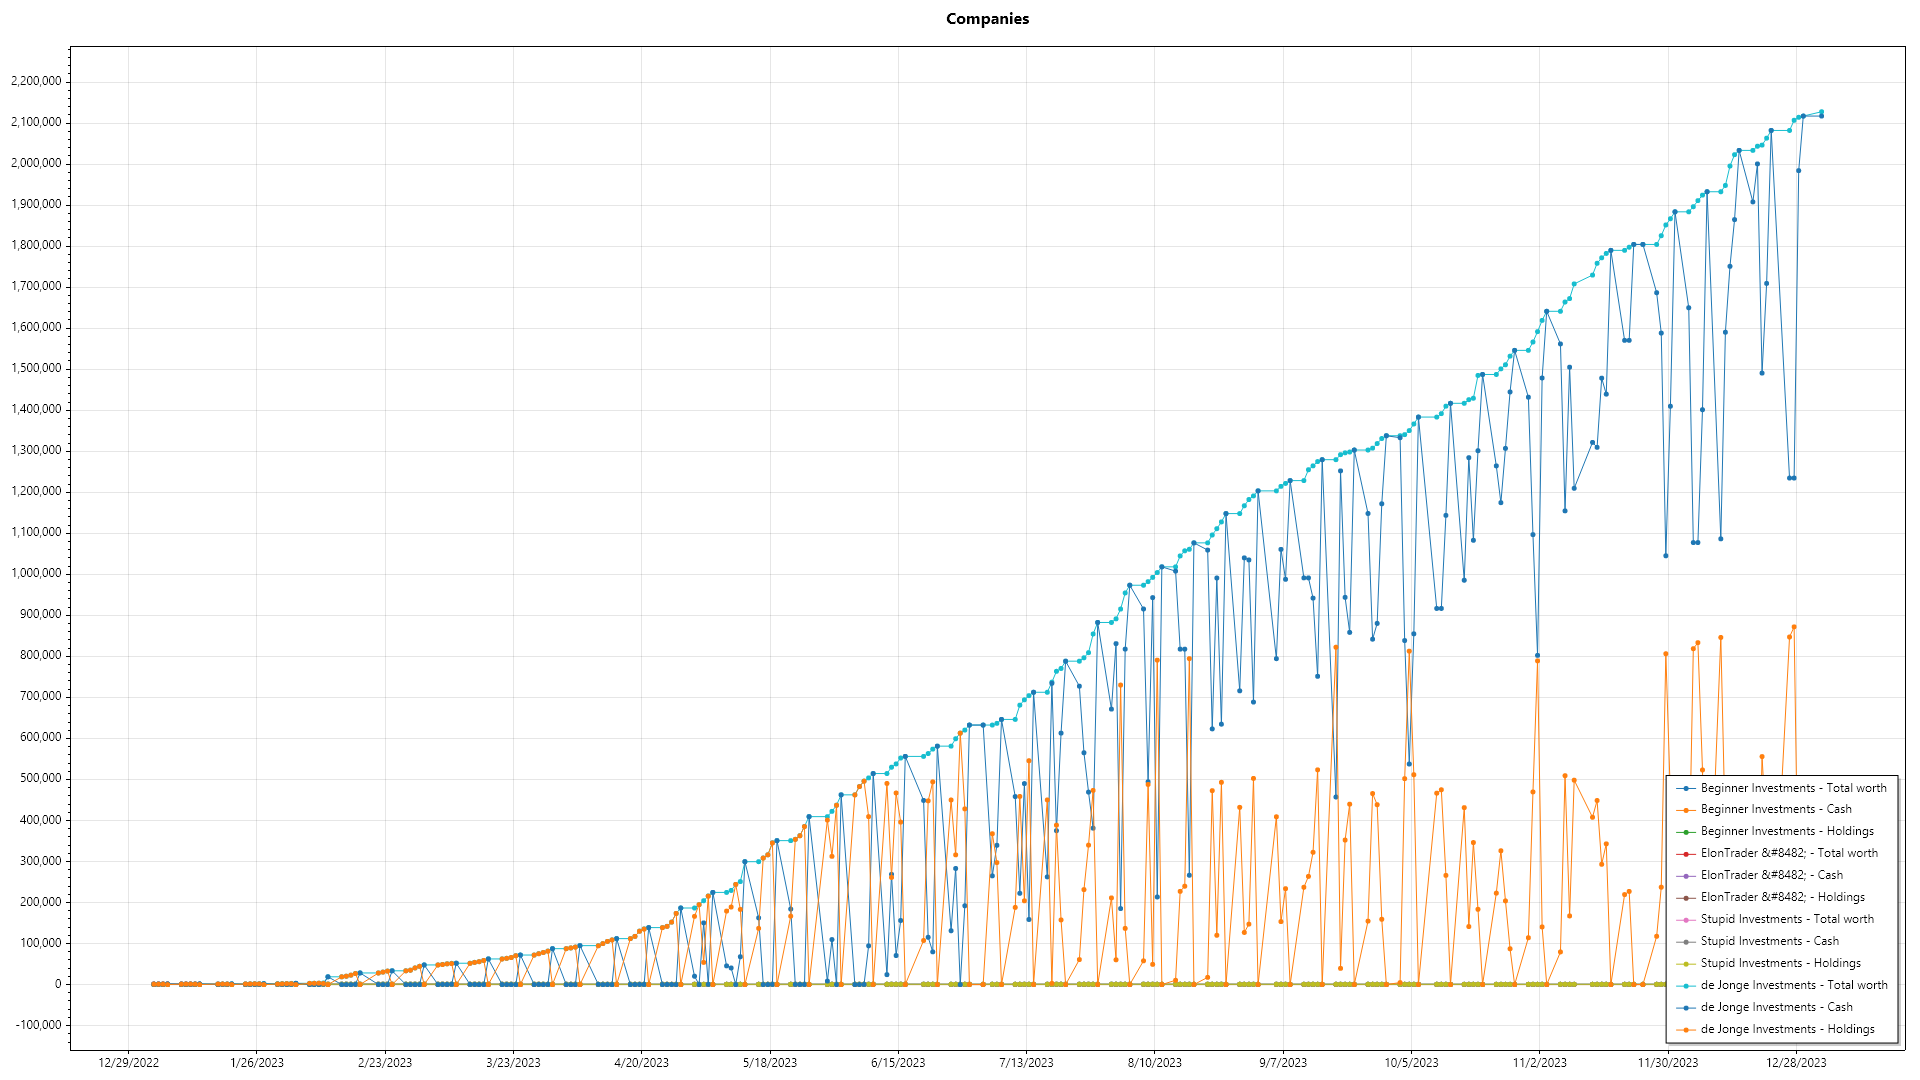 Companies
2,200,000
2,100,000
2,000,000
1,900,000
1,800,000
1,700,000
1,600,000
1,500,000
1,400,000
1,300,000
1,200,000
1,100,000
1,000,000
900,000
800,000
700,000
600,000
500,000
400,000
300,000
200,000
100,000
0
-100,000
12/29/2022 1/26/2023 2/23/2023 3/23/2023 4/20/2023 5/18/2023 6/15/2023 7/13/2023 8/10/2023 9/7/2023 10/5/2023 11/2/2023 11/30/2023 12/28/2023
Beginner Investments - Total worth
Beginner Investments - Cash
Beginner Investments - Holdings
ElonTrader &#8482; - Total worth
ElonTrader &#8482; - Cash
ElonTrader &#8482; - Holdings
Stupid Investments - Total worth
Stupid Investments - Cash
Stupid Investments - Holdings
de Jonge Investments - Total worth
de Jonge Investments - Cash
de Jonge Investments - Holdings